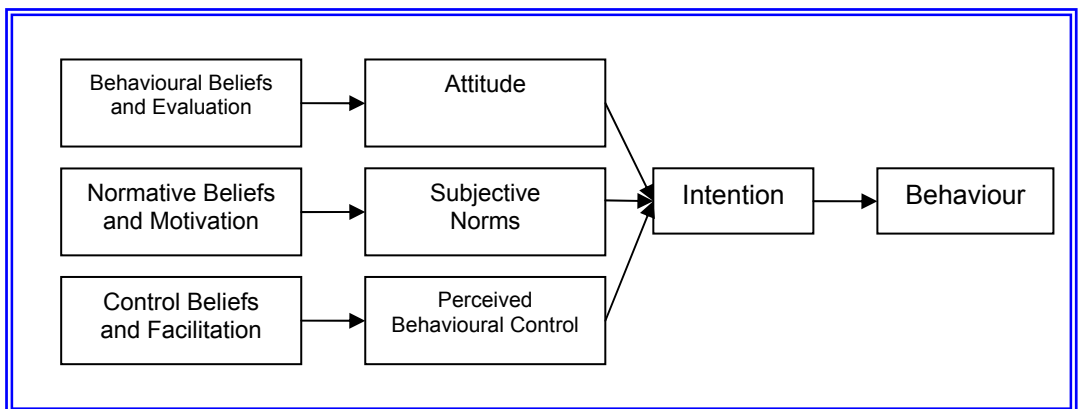 Behavioural Beliefs
and Evaluation
Attitude
Normative Beliefs
and Motivation
Subjective
Norms
Intention
Behaviour
Control Beliefs
and Facilitation
Perceived
Behavioural Control